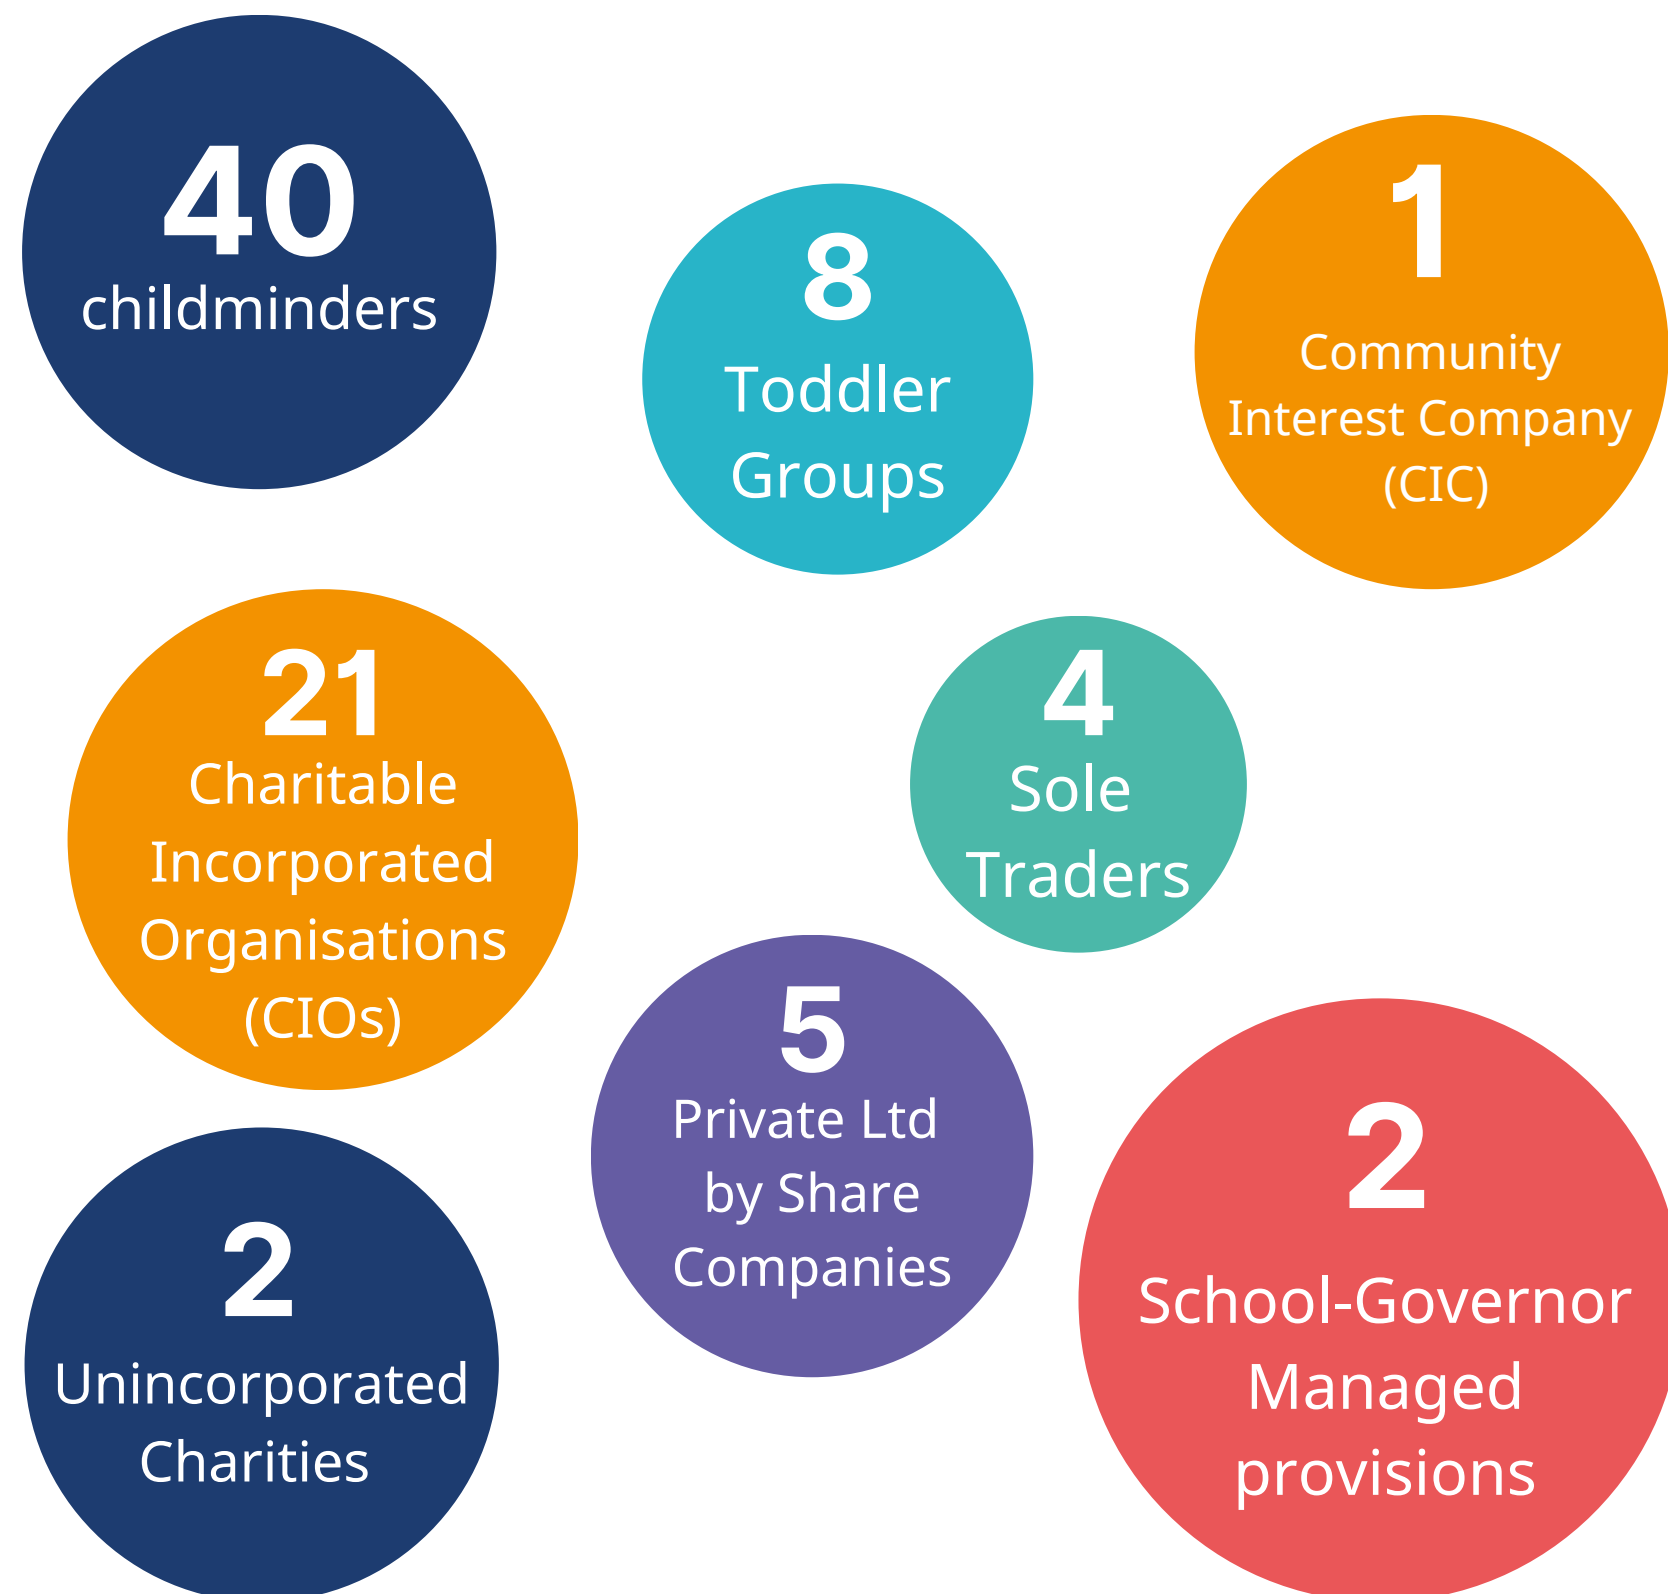 40
childminders
8
Toddler
Groups
1
Community
Interest Company
(CIC)
21
Charitable
Incorporated
Organisations
(CIOs)
4
Sole
Traders
5
Private Ltd
by Share
Companies
2
Unincorporated
Charities
2
School-Governor
Managed
provisions